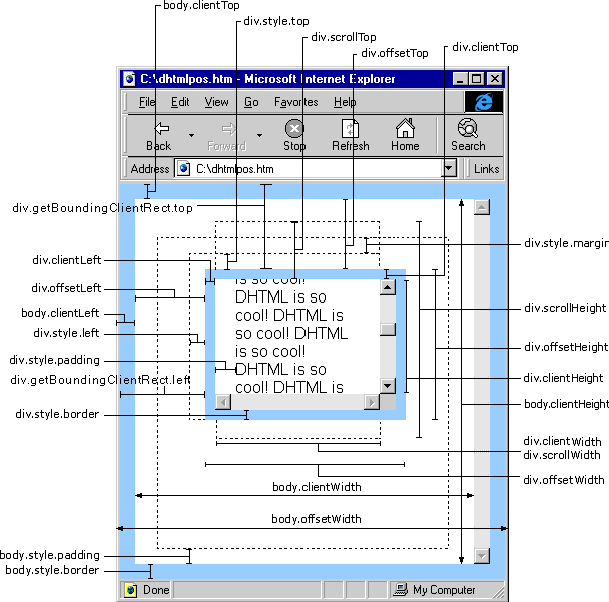 body.clientTop
div.style.top
div.scrollTop
div.offsetTop
div.clientTop
C:\dhtmlpos.htm - Microsoft Internet Explorer
File Edit View Go Favorites Help
Back Forward Stop Refresh Home Search
Address C:\dhtmlpos.htm Links
div.getBoundingClientRect.top
div.style.margin
div.clientLeft
div.offsetLeft
body.clientLeft
div.style.left
div.style.padding
div.getBoundingClientRect.left
div.style.border
is so cool!
DHTML is so
cool! DHTML is
so cool! DHTML
is so cool!
DHTML is so
cool! DHTML is
div.scrollHeight
div.offsetHeight
div.clientHeight
body.clientHeight
div.clientWidth
div.scrollWidth
div.offsetWidth
body.clientWidth
body.offsetWidth
body.style.padding
body.style.border
Done My Computer